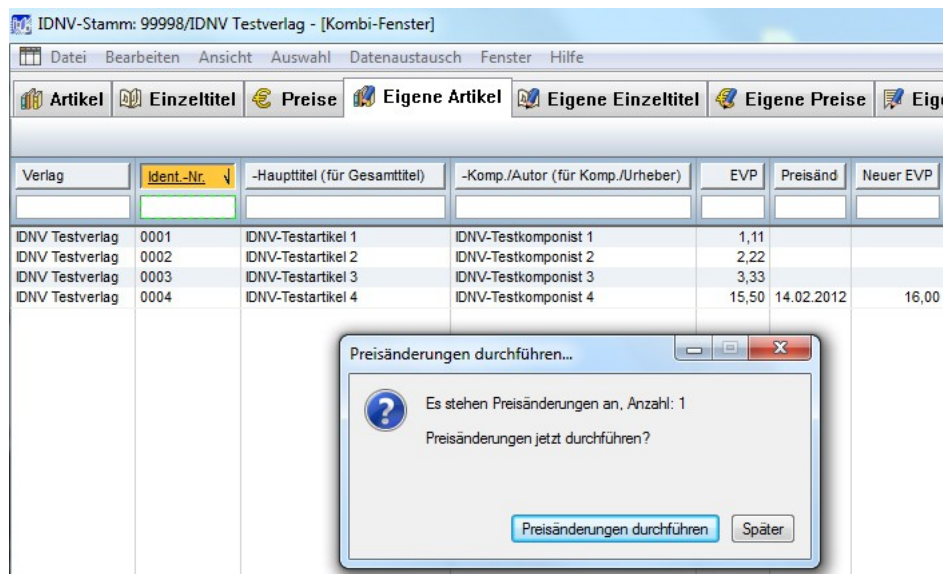 IDNV-Stamm: 99998/IDNV Testverlag - [Kombi-Fenster]
Datei Bearbeiten Ansicht Auswahl Datenaustausch Fenster Hilfe
Artikel Einzeltitel Preise Eigene Artikel Eigene Einzeltitel Eigene Preise Eig
Verlag Ident.-Nr. -Haupttitel (für Gesamttitel) -Komp./Autor (für Komp./Urheber) EVP Preisänd Neuer EVP
IDNV Testverlag 0001 IDNV-Testartikel 1 IDNV-Testkomponist 1 1,11
IDNV Testverlag 0002 IDNV-Testartikel 2 IDNV-Testkomponist 2 2,22
IDNV Testverlag 0003 IDNV-Testartikel 3 IDNV-Testkomponist 3 3,33
IDNV Testverlag 0004 IDNV-Testartikel 4 IDNV-Testkomponist 4 15,50 14.02.2012 16,00
Preisänderungen durchführen...
Es stehen Preisänderungen an, Anzahl: 1
Preisänderungen jetzt durchführen?
Preisänderungen durchführen Später